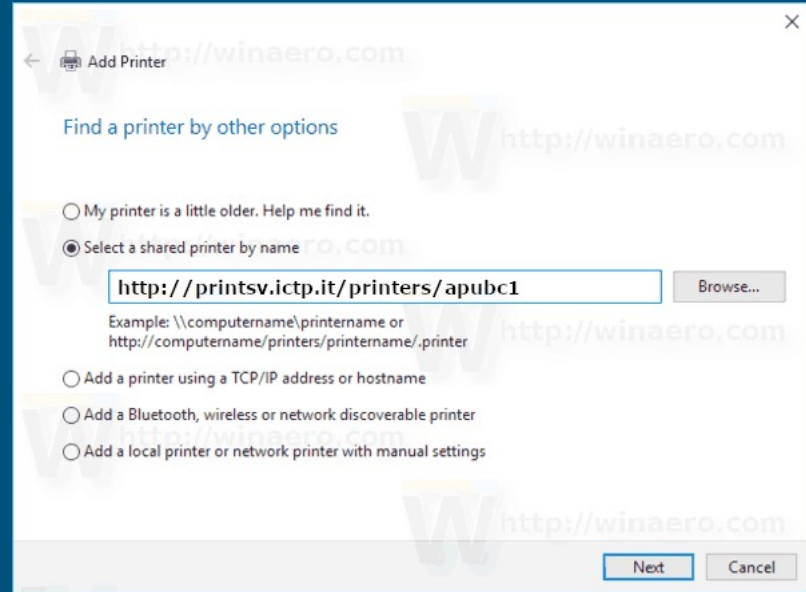 Add Printer
Find a printer by other options
My printer is a little older. Help me find it.
Select a shared printer by name
http://printsv.ictp.it/printers/apubc1
Browse...
Example: \\computername\printername or
http://computername/printers/printername/.printer
Add a printer using a TCP/IP address or hostname
Add a Bluetooth, wireless or network discoverable printer
Add a local printer or network printer with manual settings
Next
Cancel
W http://winaero.com
W http://winaero.com
W http://winaero.com
W http://winaero.com
W http://winaero.com
W http://winaero.com